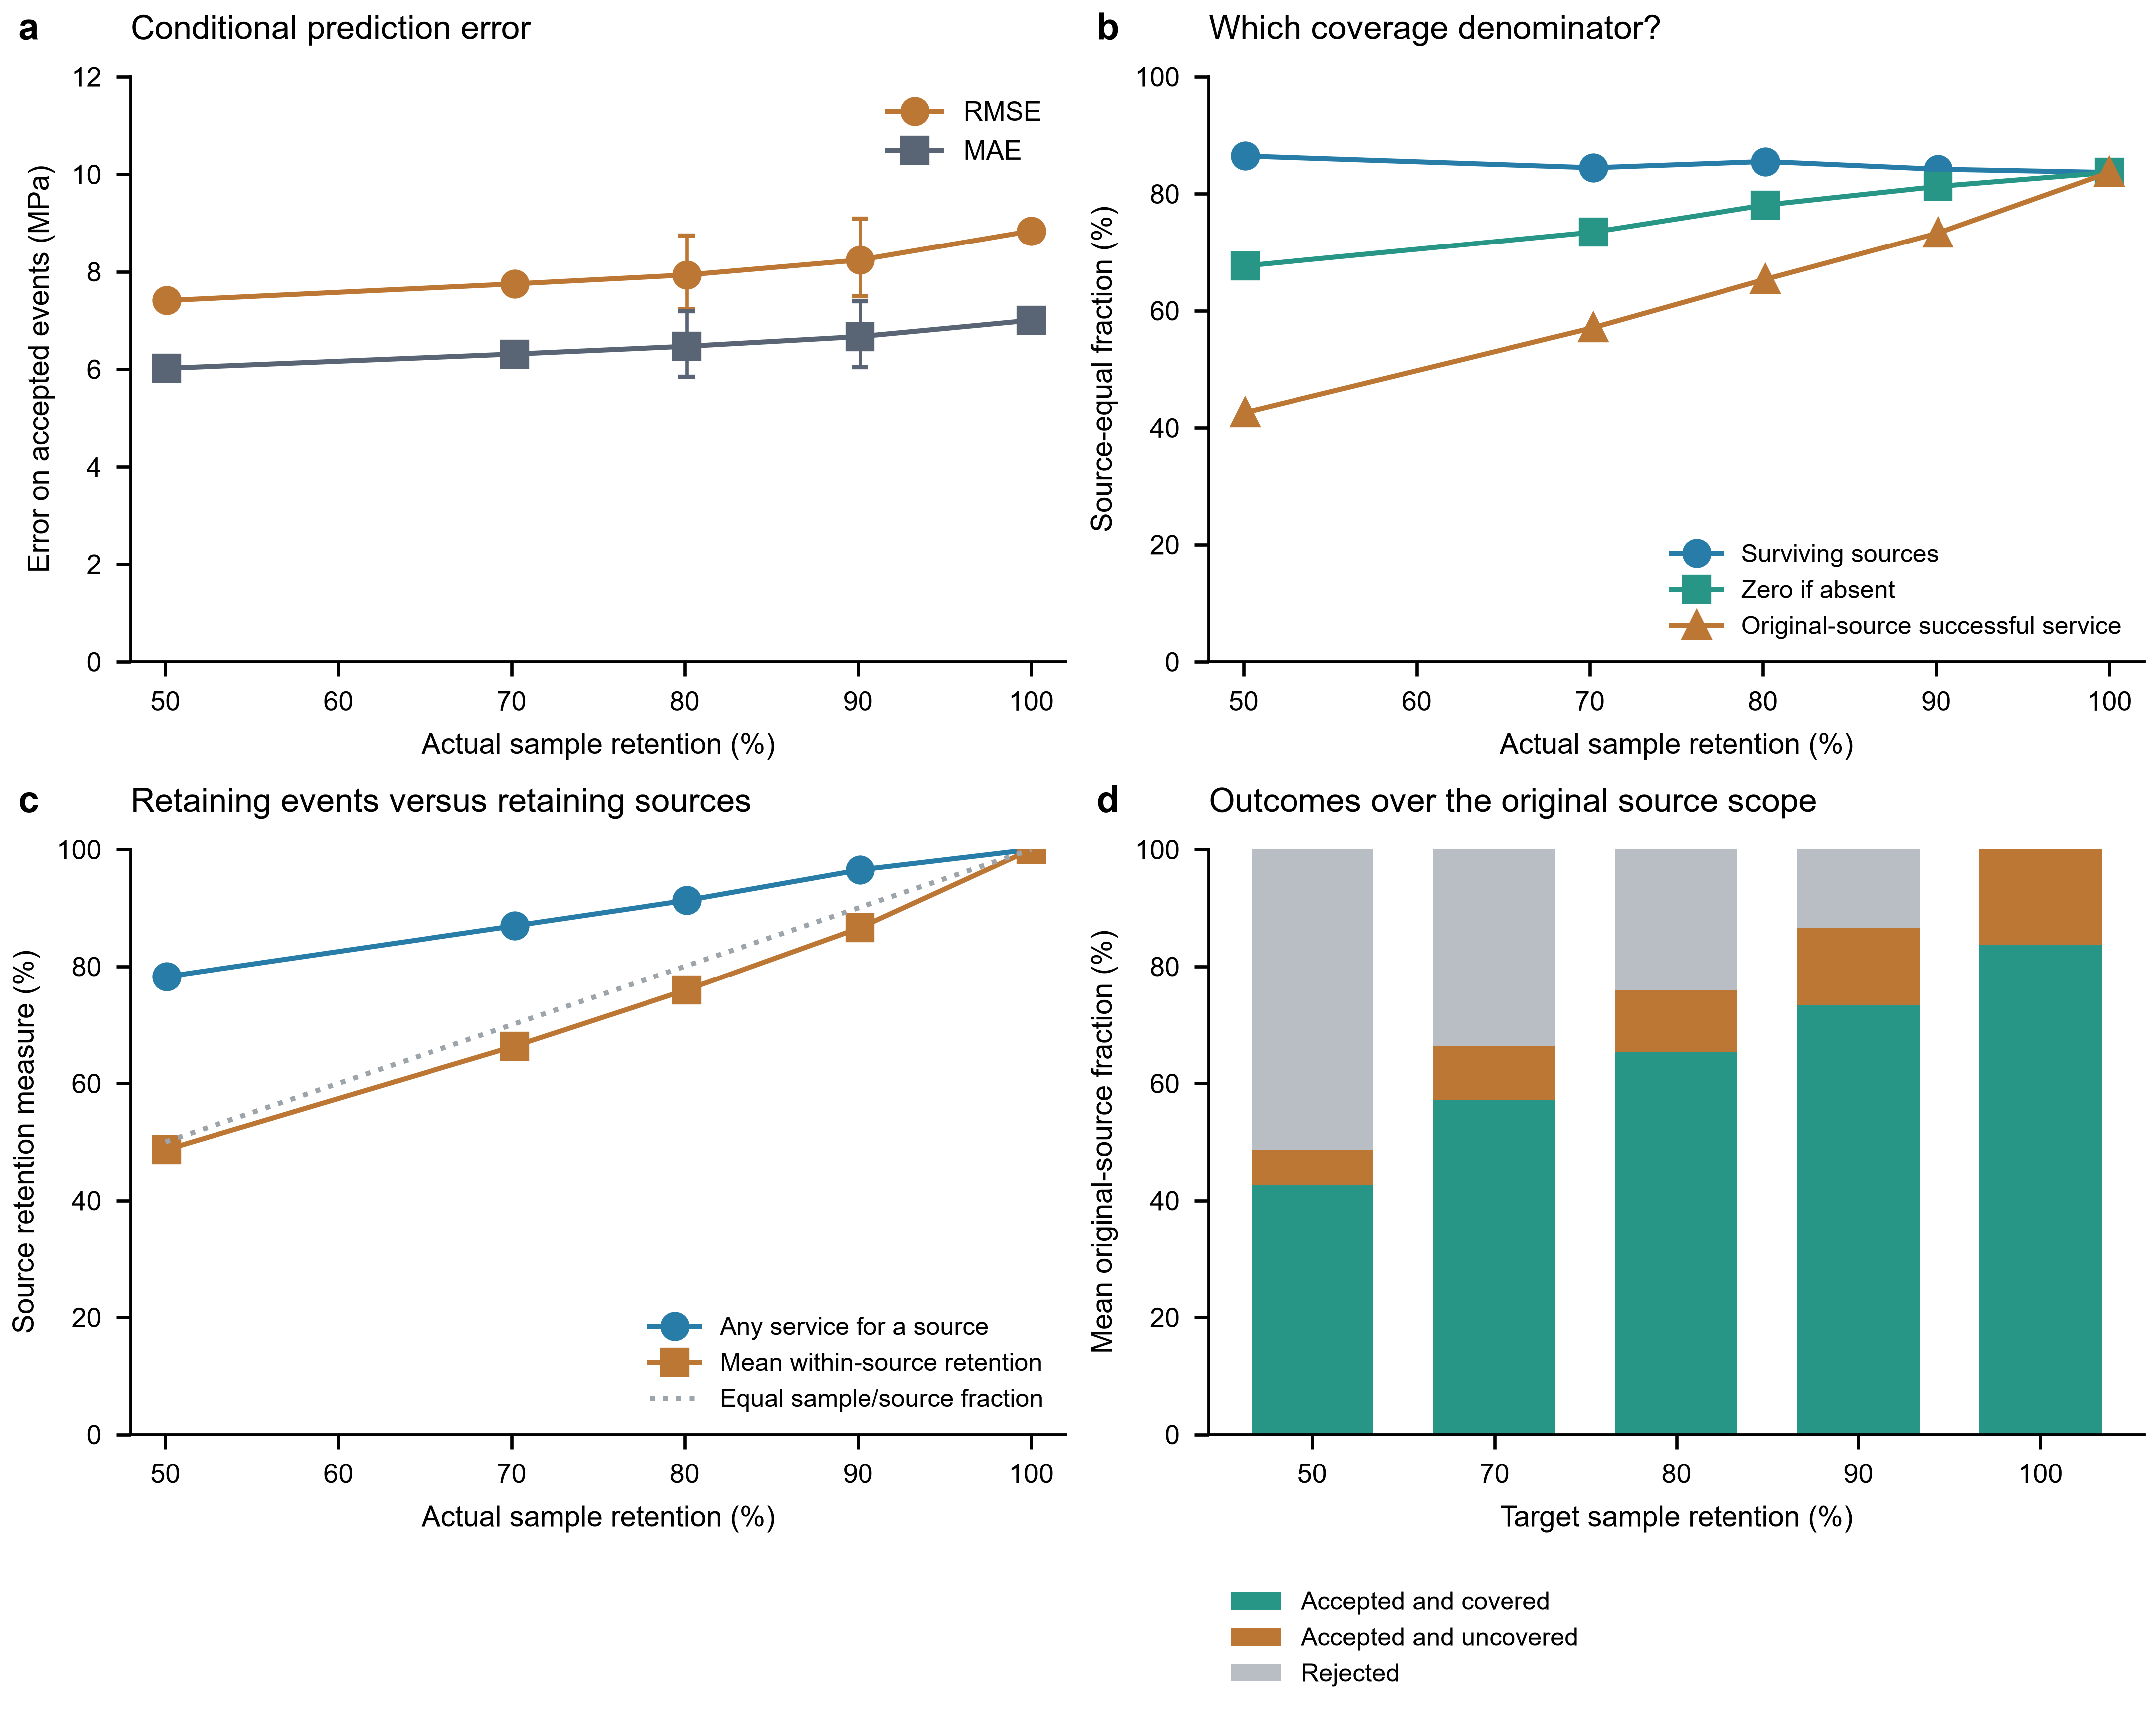 a
Conditional prediction error
12
10
8
6
4
2
0
Error on accepted events (MPa)
RMSE
MAE
50
60
70
80
90
100
Actual sample retention (%)
b
Which coverage denominator?
100
80
60
40
20
0
Source-equal fraction (%)
Surviving sources
Zero if absent
Original-source successful service
50
60
70
80
90
100
Actual sample retention (%)
c
Retaining events versus retaining sources
100
80
60
40
20
0
Source retention measure (%)
Any service for a source
Mean within-source retention
Equal sample/source fraction
50
60
70
80
90
100
Actual sample retention (%)
d
Outcomes over the original source scope
100
80
60
40
20
0
Mean original-source fraction (%)
50
70
80
90
100
Target sample retention (%)
Accepted and covered
Accepted and uncovered
Rejected